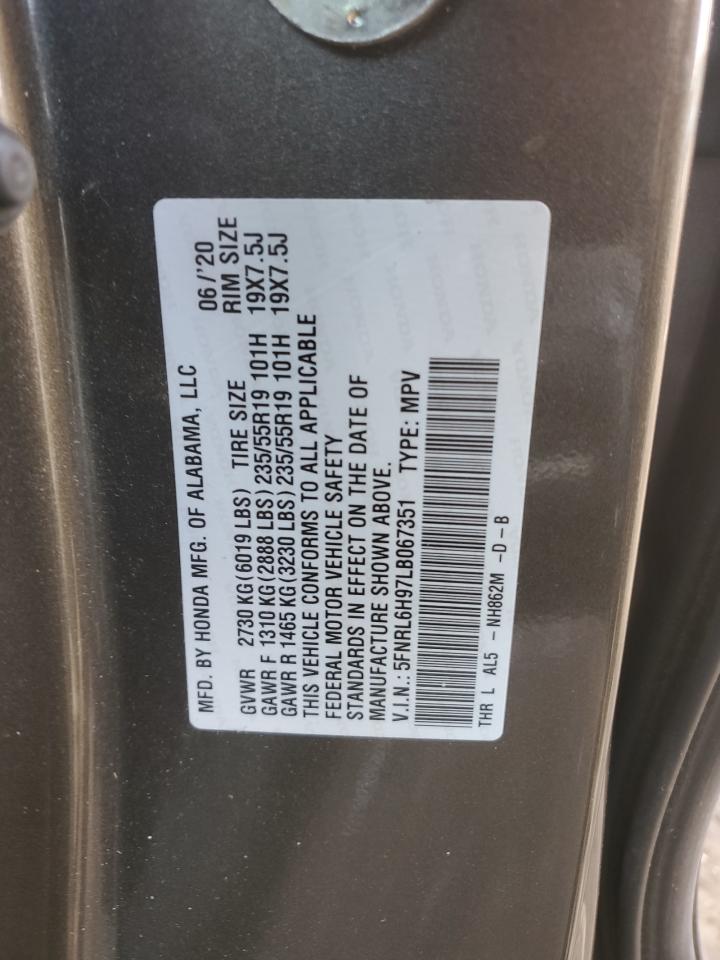 MFD. BY HONDA MFG. OF ALABAMA, LLC 06/'20
GVWR 2730 KG(6019 LBS) TIRE SIZE RIM SIZE
GAWR F 1310 KG(2888 LBS)235/55R19 101H 19X7.5J
GAWR R 1465 KG(3230 LBS)235/55R19 101H 19X7.5J
THIS VEHICLE CONFORMS TO ALL APPLICABLE
FEDERAL MOTOR VEHICLE SAFETY
STANDARDS IN EFFECT ON THE DATE OF
MANUFACTURE SHOWN ABOVE.
V.I.N.: 5FNRL6H97LB067351 TYPE: MPV
THR L AL5 - NH862M -D-B